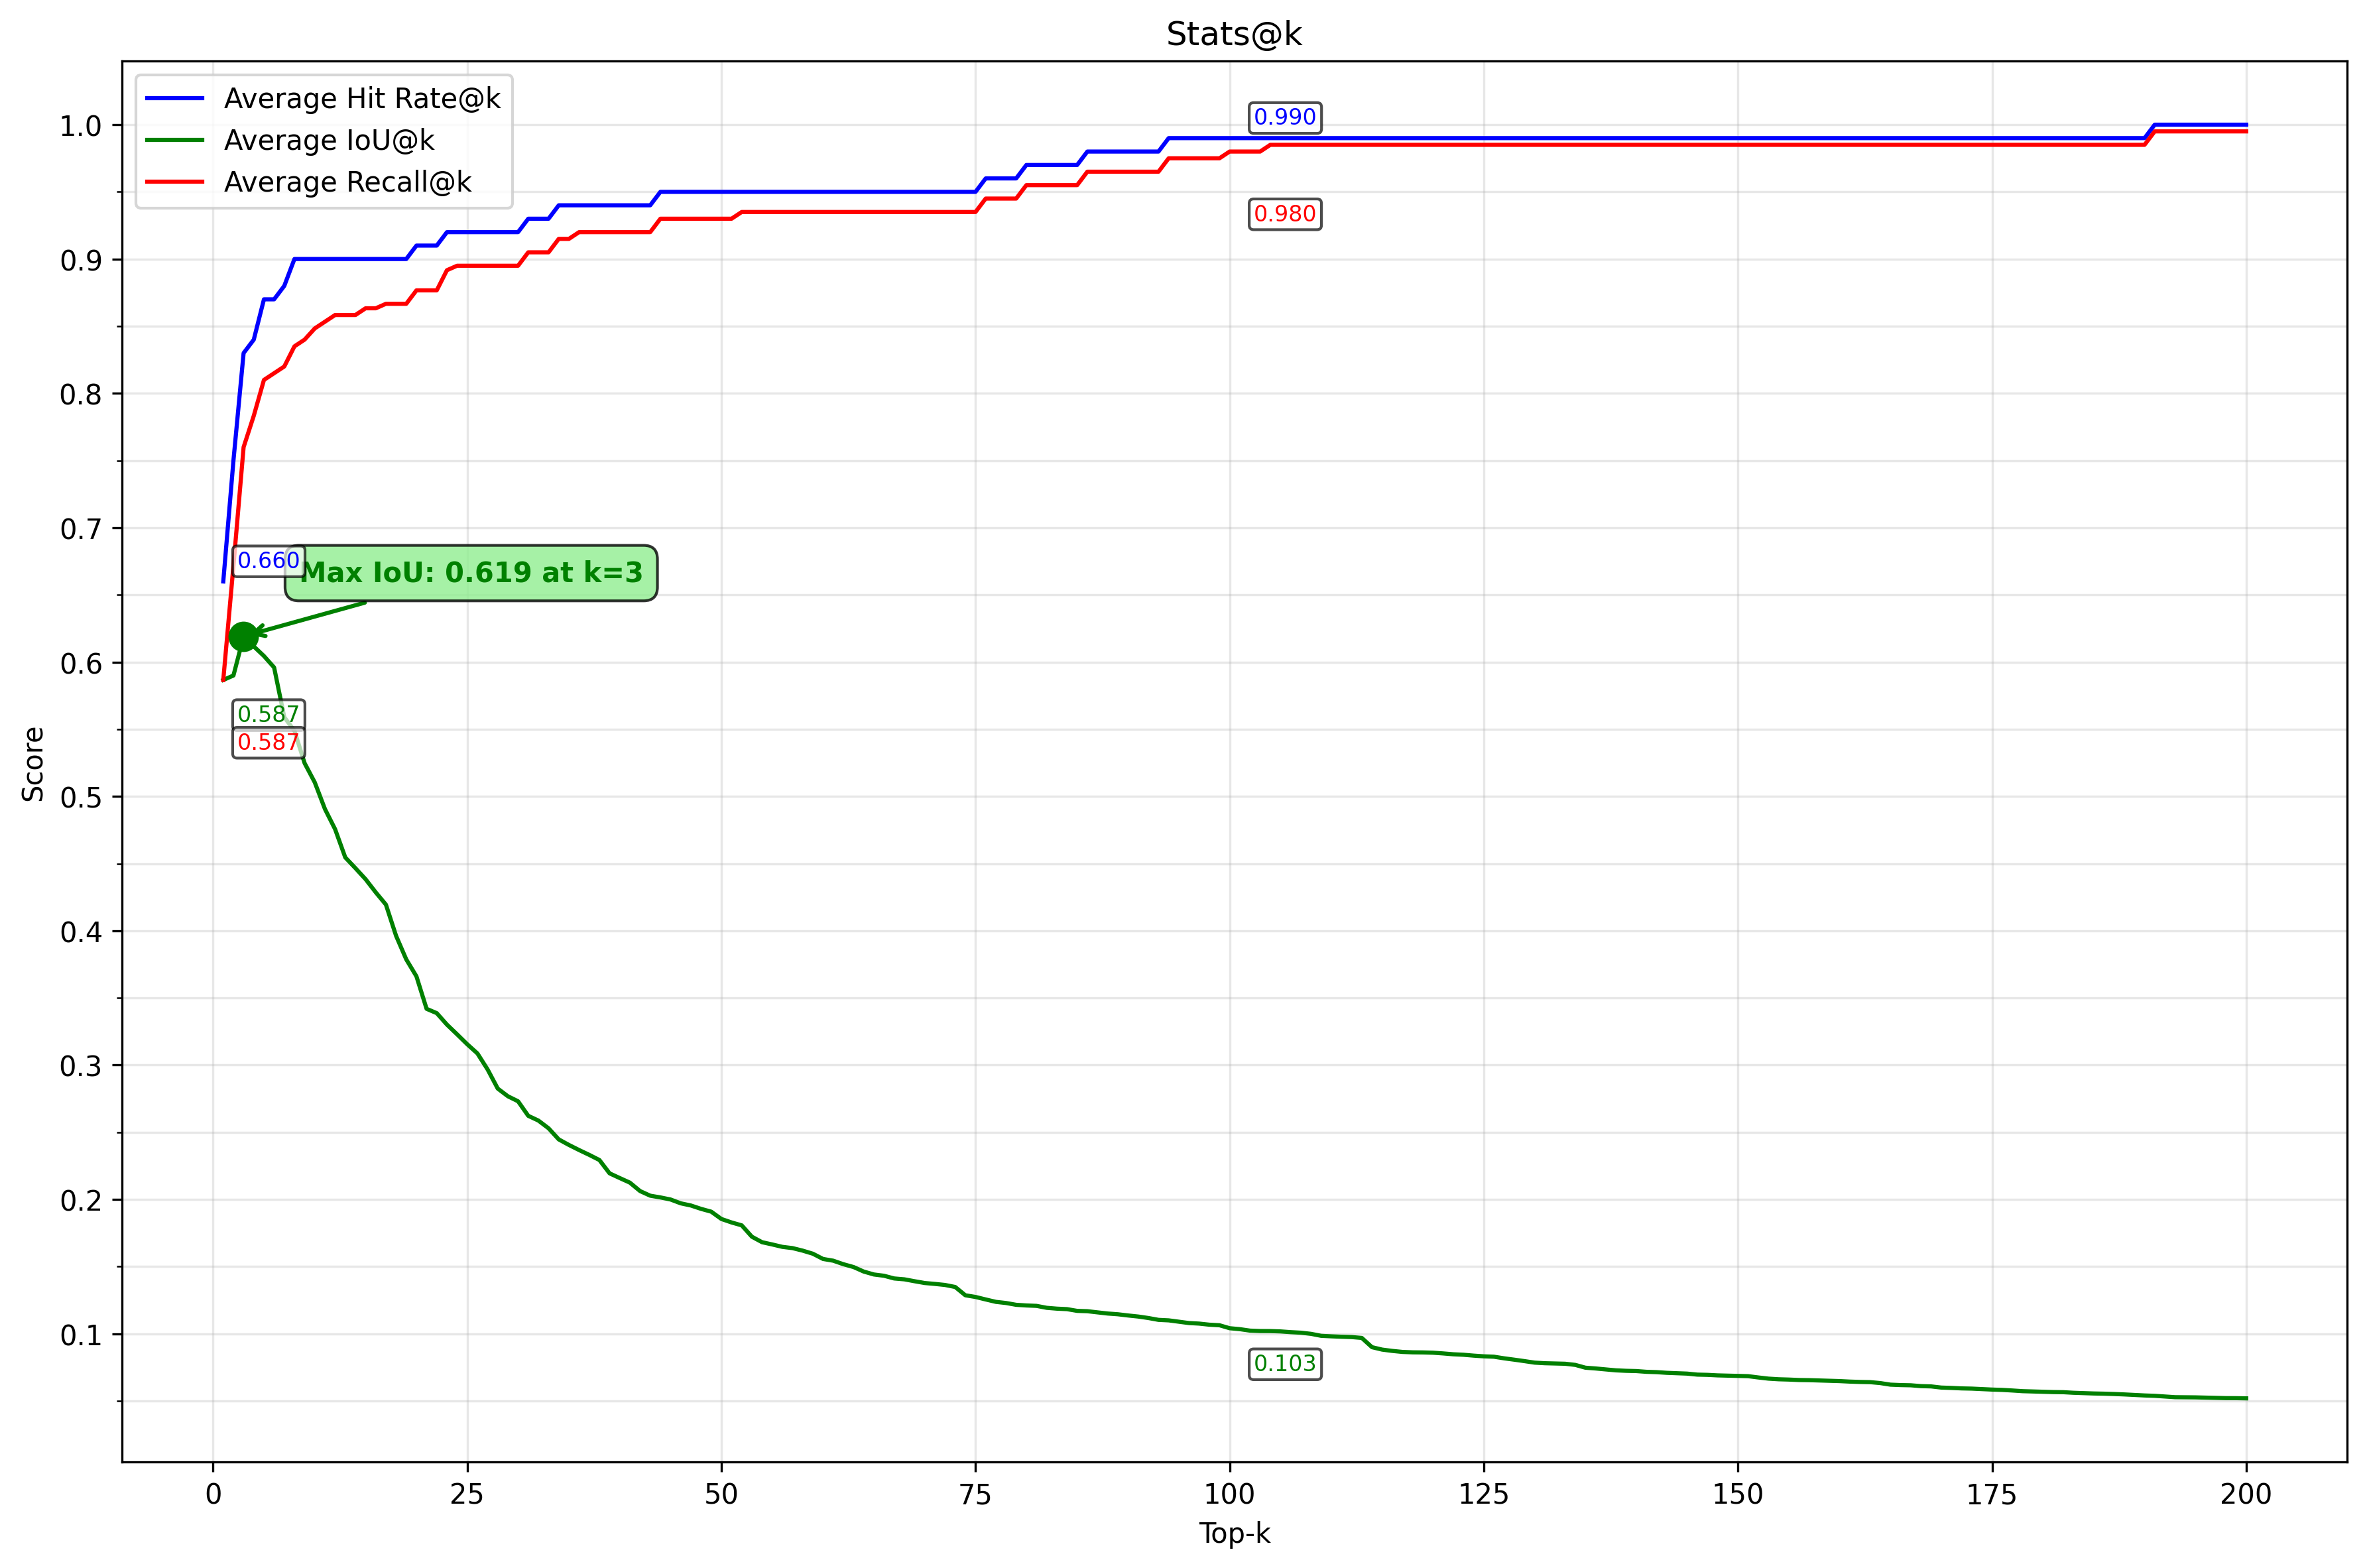 Stats@k
Average Hit Rate@k
Average IoU@k
Average Recall@k
1.0
0.9
0.8
0.7
0.6
0.5
0.4
0.3
0.2
0.1
Score
0.990
0.980
0.660
Max IoU: 0.619 at k=3
0.587
0.587
0.103
0 25 50 75 100 125 150 175 200
Top-k